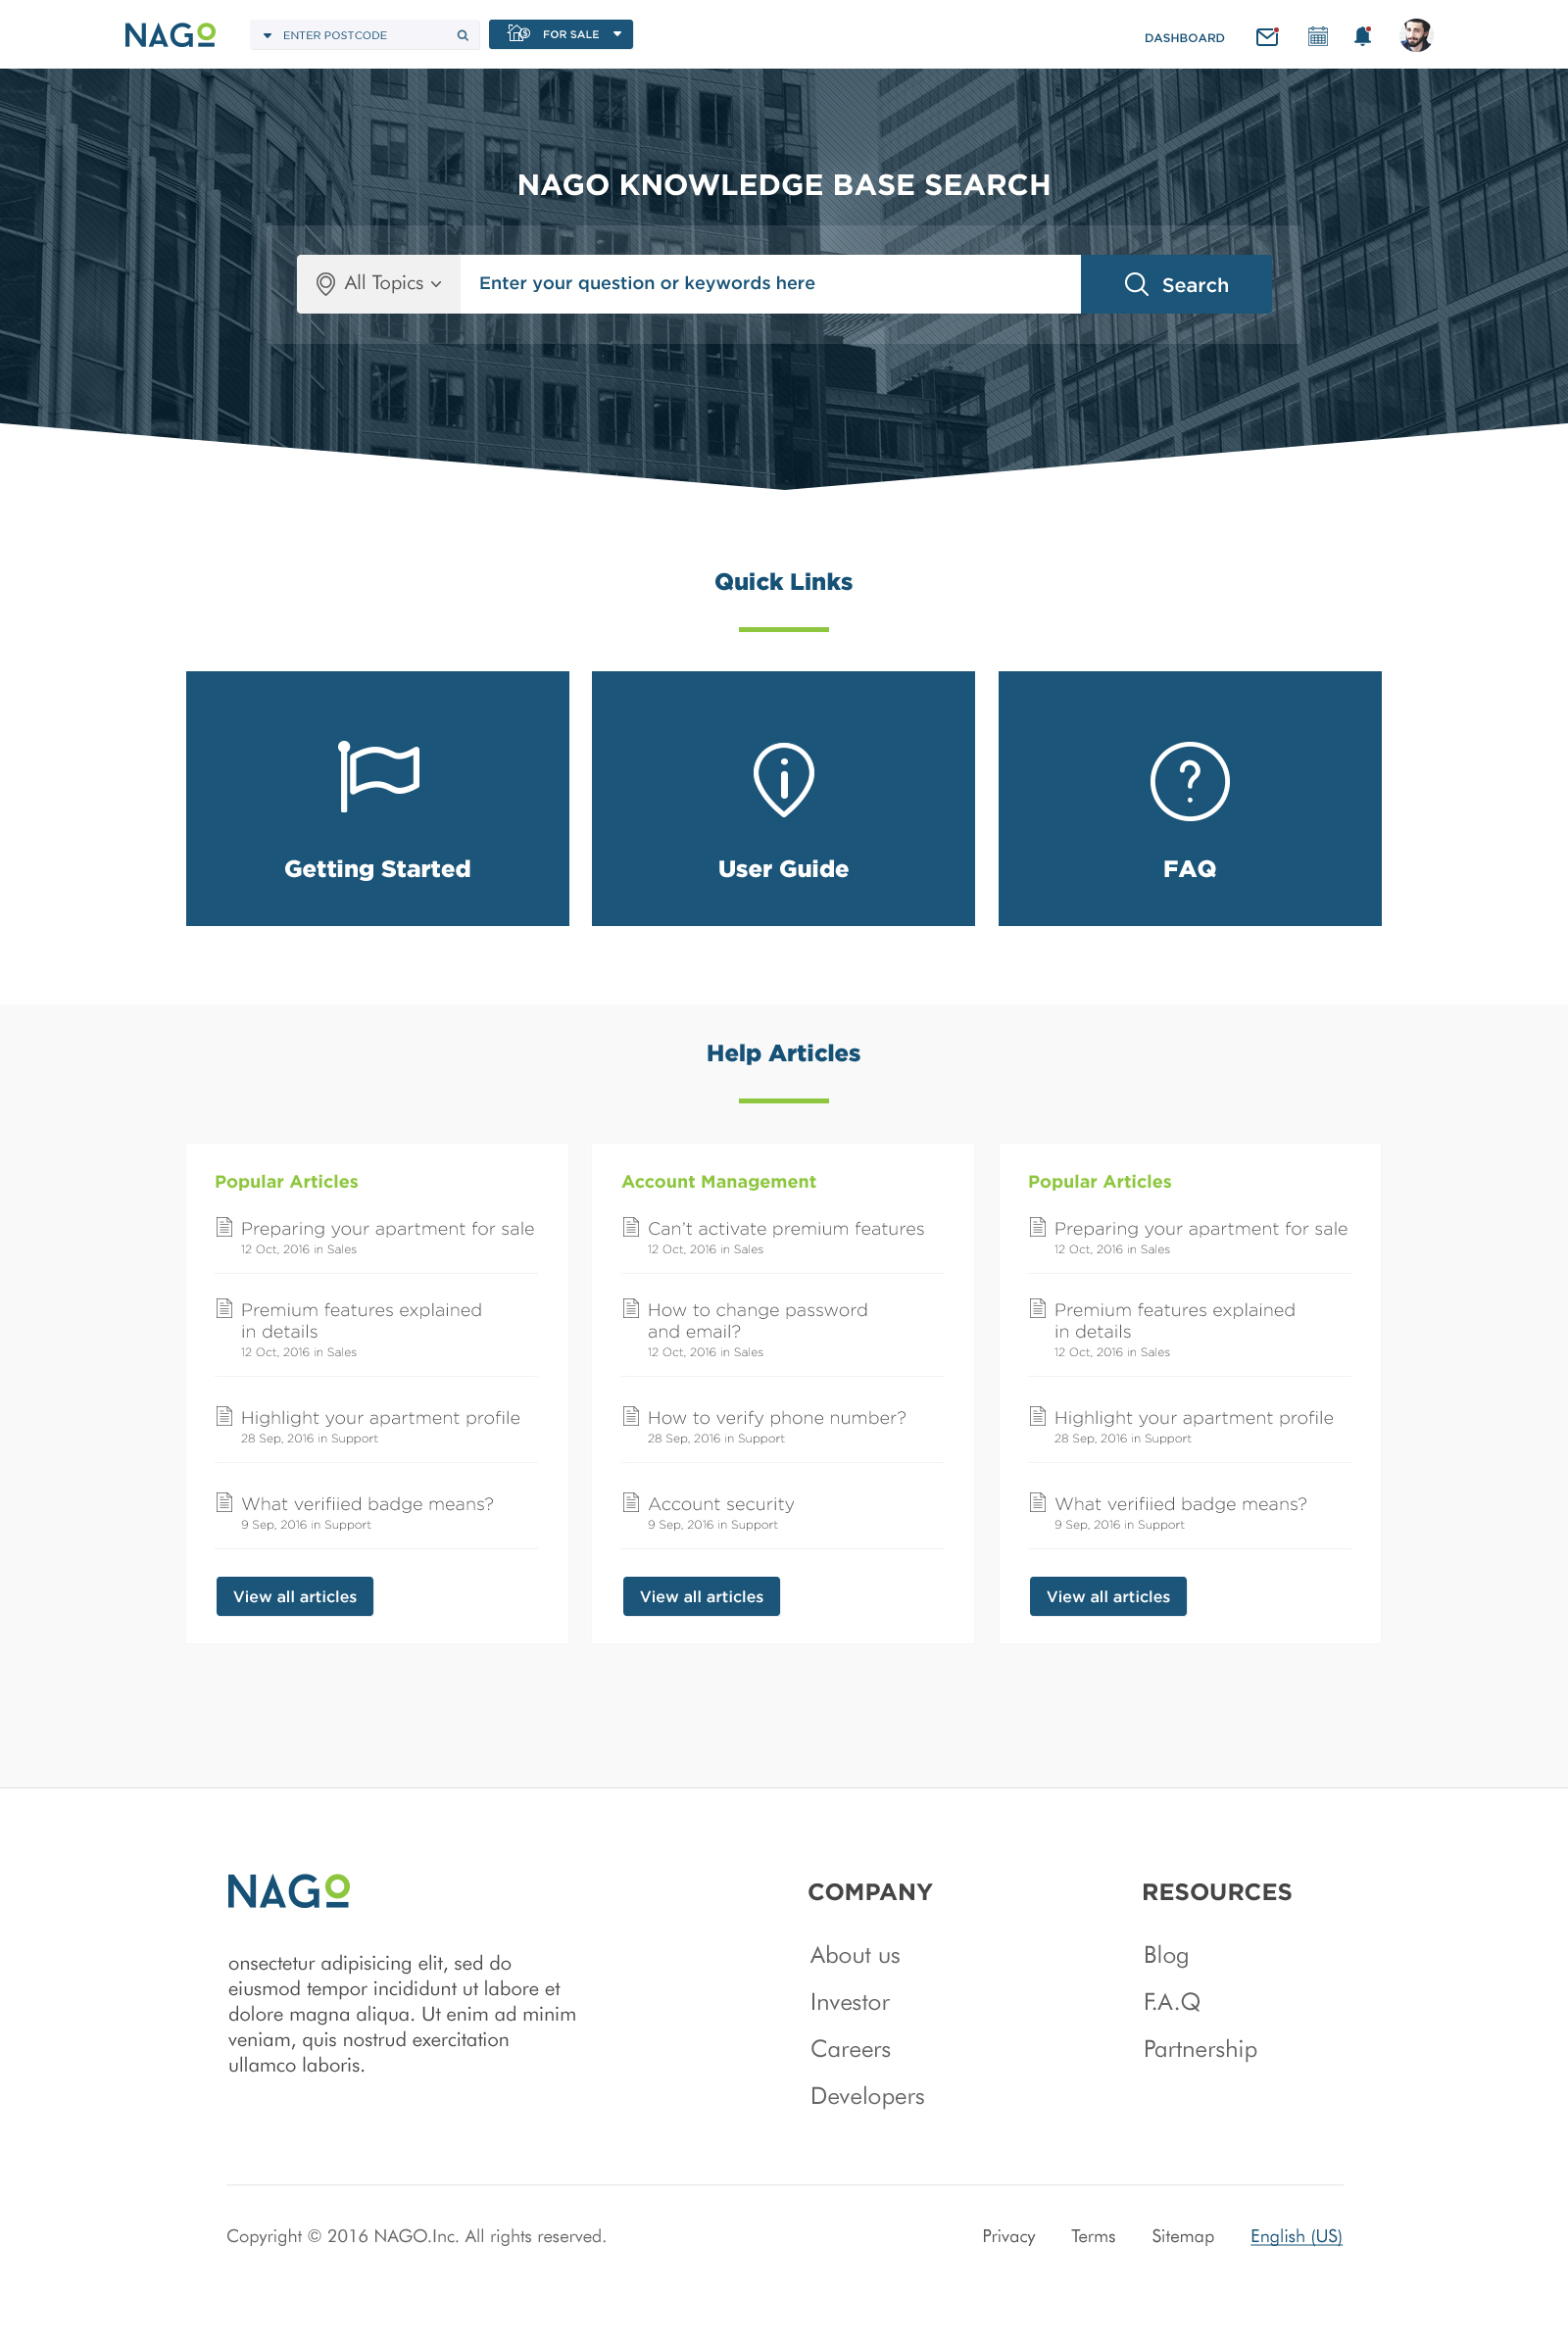 NAGO
ENTER POSTCODE
FOR SALE
DASHBOARD
NAGO KNOWLEDGE BASE SEARCH
All Topics
Enter your question or keywords here
Search
Quick Links
Getting Started
User Guide
FAQ
Help Articles
Popular Articles
Preparing your apartment for sale
12 Oct, 2016 in Sales
Premium features explained
in details
12 Oct, 2016 in Sales
Highlight your apartment profile
28 Sep, 2016 in Support
What verifiied badge means?
9 Sep, 2016 in Support
View all articles
Account Management
Can't activate premium features
12 Oct, 2016 in Sales
How to change password
and email?
12 Oct, 2016 in Sales
How to verify phone number?
28 Sep, 2016 in Support
Account security
9 Sep, 2016 in Support
View all articles
Popular Articles
Preparing your apartment for sale
12 Oct, 2016 in Sales
Premium features explained
in details
12 Oct, 2016 in Sales
Highlight your apartment profile
28 Sep, 2016 in Support
What verifiied badge means?
9 Sep, 2016 in Support
View all articles
NAGO
onsectetur adipisicing elit, sed do
eiusmod tempor incididunt ut labore et
dolore magna aliqua. Ut enim ad minim
veniam, quis nostrud exercitation
ullamco laboris.
COMPANY
About us
Investor
Careers
Developers
RESOURCES
Blog
F.A.Q
Partnership
Copyright © 2016 NAGO.Inc. All rights reserved.
Privacy
Terms
Sitemap
English (US)